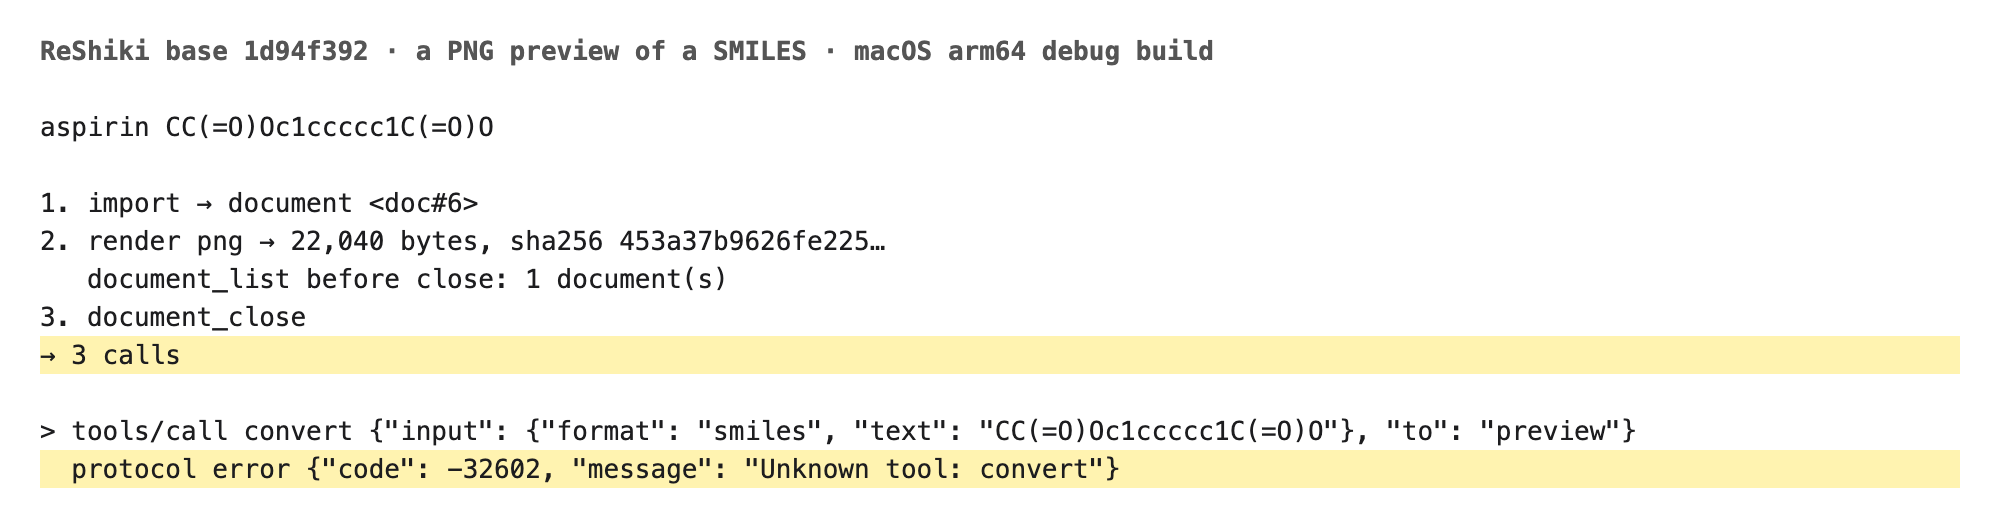 ReShiki base 1d94f392 · a PNG preview of a SMILES · macOS arm64 debug build
aspirin CC(=O)Oc1ccccc1C(=O)O
1. import → document <doc#6>
2. render png → 22,040 bytes, sha256 453a37b9626fe225…
document_list before close: 1 document(s)
3. document_close
→ 3 calls
> tools/call convert {"input": {"format": "smiles", "text": "CC(=O)Oc1ccccc1C(=O)O"}, "to": "preview"}
protocol error {"code": -32602, "message": "Unknown tool: convert"}